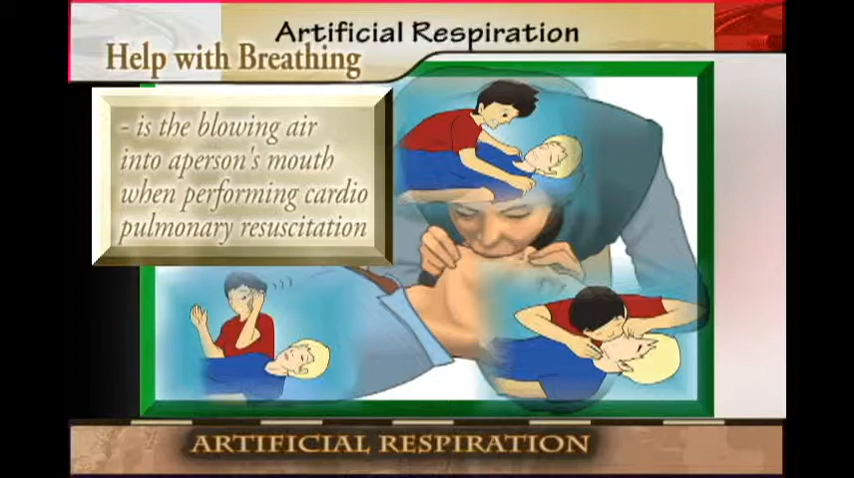 Artificial Respiration
Help with Breathing
- is the blowing air
into aperson's mouth
when performing cardio
pulmonary resuscitation
ARTIFICIAL RESPIRATION